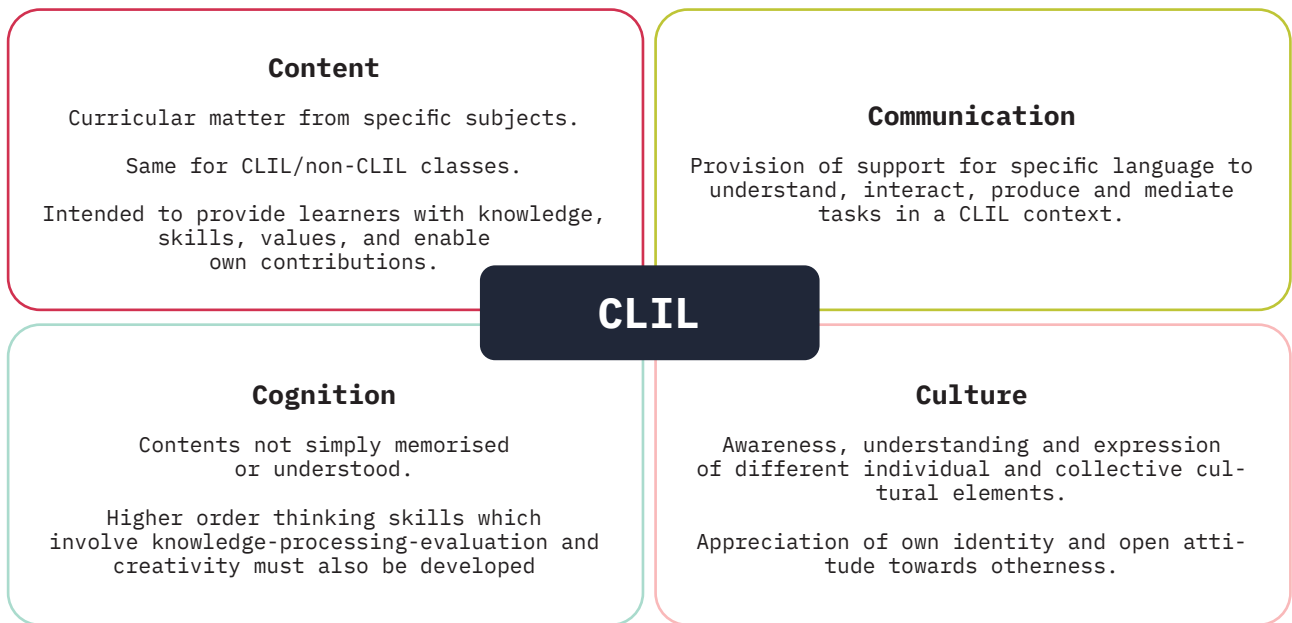 Content
Curricular matter from specific subjects.
Same for CLIL/non-CLIL classes.
Intended to provide learners with knowledge,
skills, values, and enable
own contributions.
Communication
Provision of support for specific language to
understand, interact, produce and mediate
tasks in a CLIL context.
CLIL
Cognition
Contents not simply memorised
or understood.
Higher order thinking skills which
involve knowledge-processing-evaluation and
creativity must also be developed
Culture
Awareness, understanding and expression
of different individual and collective cul-
tural elements.
Appreciation of own identity and open atti-
tude towards otherness.